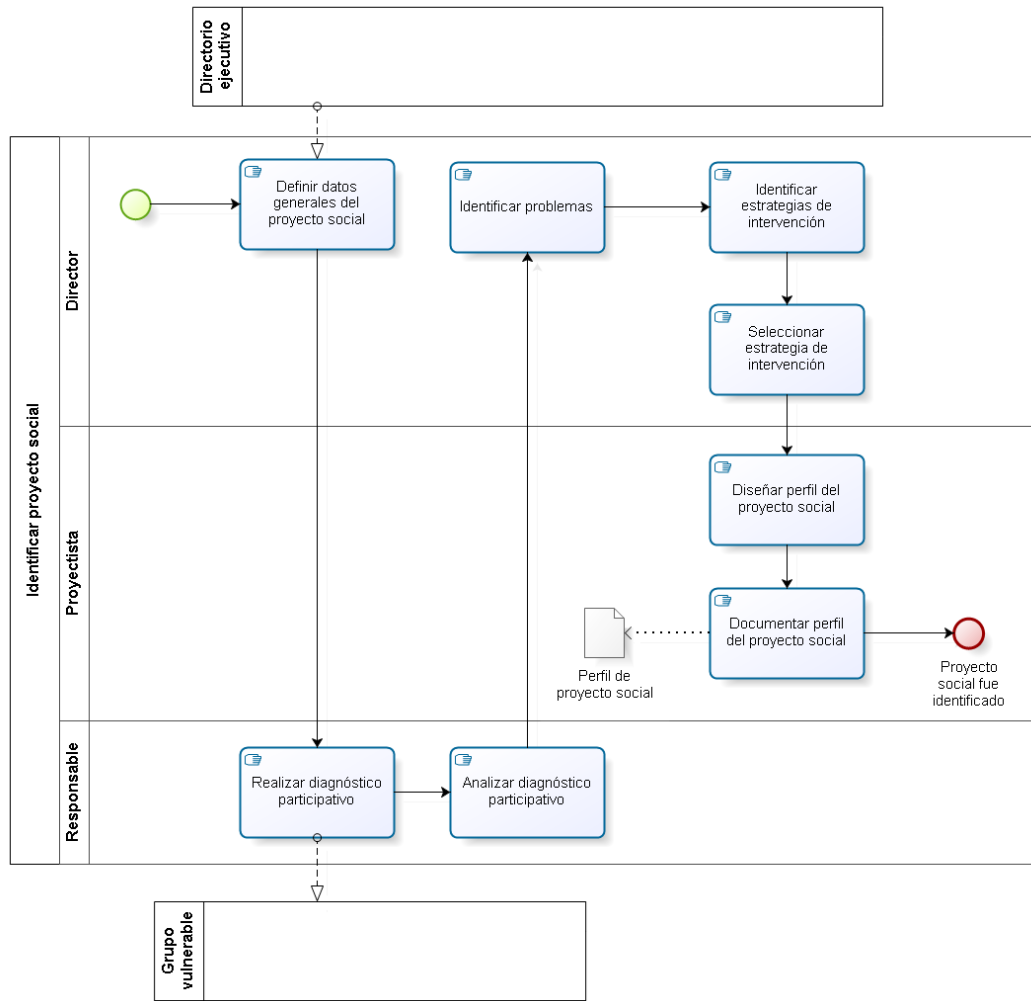 Directorio
ejecutivo
Identificar proyecto social
Director
Definir datos
generales del
proyecto social
Identificar problemas
Identificar
estrategias de
intervención
Seleccionar
estrategia de
intervención
Proyectista
Diseñar perfil del
proyecto social
Documentar perfil
del proyecto social
Perfil de
proyecto social
Proyecto
social fue
identificado
Responsable
Realizar diagnóstico
participativo
Analizar diagnóstico
participativo
Grupo
vulnerable